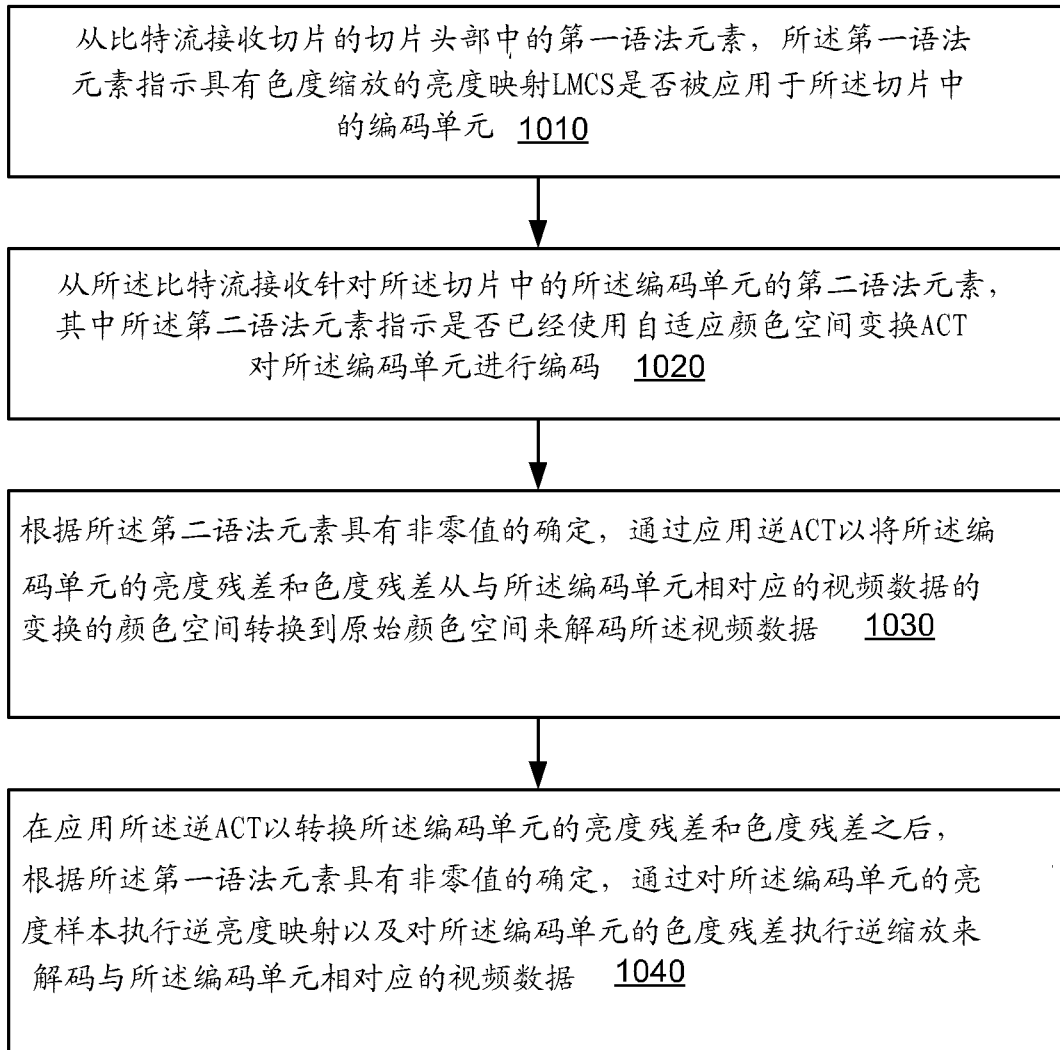 从比特流接收切片的切片头部中的第一语法元素，所述第一语法
元素指示具有色度缩放的亮度映射LMCS是否被应用于所述切片中
的编码单元 1010
从所述比特流接收针对所述切片中的所述编码单元的第二语法元素，
其中所述第二语法元素指示是否已经使用自适应颜色空间变换ACT
对所述编码单元进行编码 1020
根据所述第二语法元素具有非零值的确定，通过应用逆ACT以将所述编
码单元的亮度残差和色度残差从与所述编码单元相对应的视频数据的
变换的颜色空间转换到原始颜色空间来解码所述视频数据 1030
在应用所述逆ACT以转换所述编码单元的亮度残差和色度残差之后，
根据所述第一语法元素具有非零值的确定，通过对所述编码单元的亮
度样本执行逆亮度映射以及对所述编码单元的色度残差执行逆缩放来
解码与所述编码单元相对应的视频数据 1040